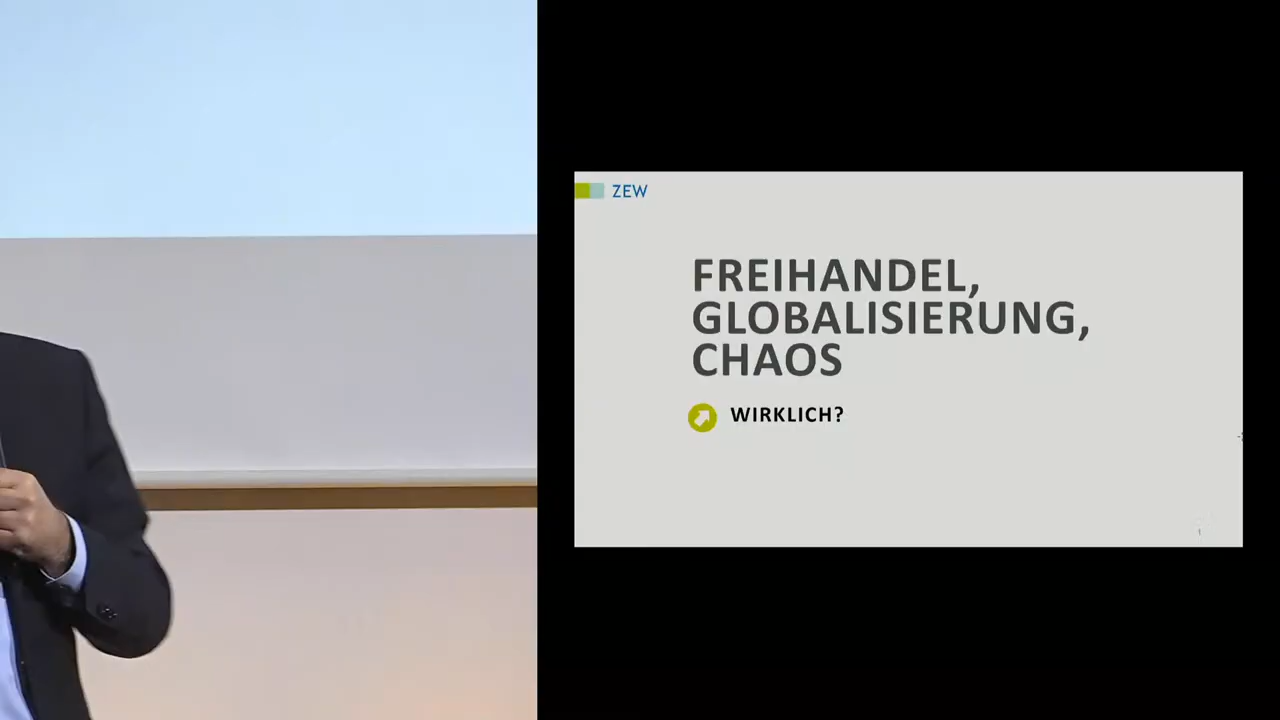 ZEW
FREIHANDEL,
GLOBALISIERUNG,
CHAOS
WIRKLICH?